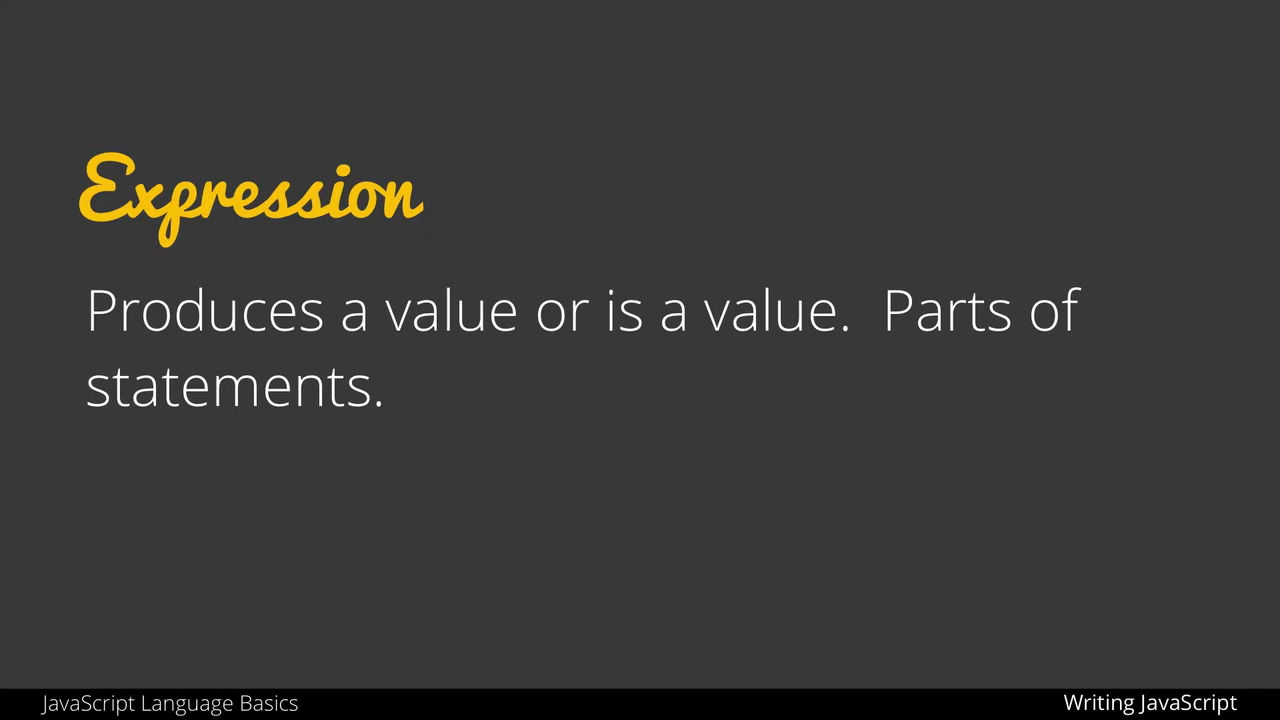 Expression
Produces a value or is a value.  Parts of
statements.
JavaScript Language Basics
Writing JavaScript